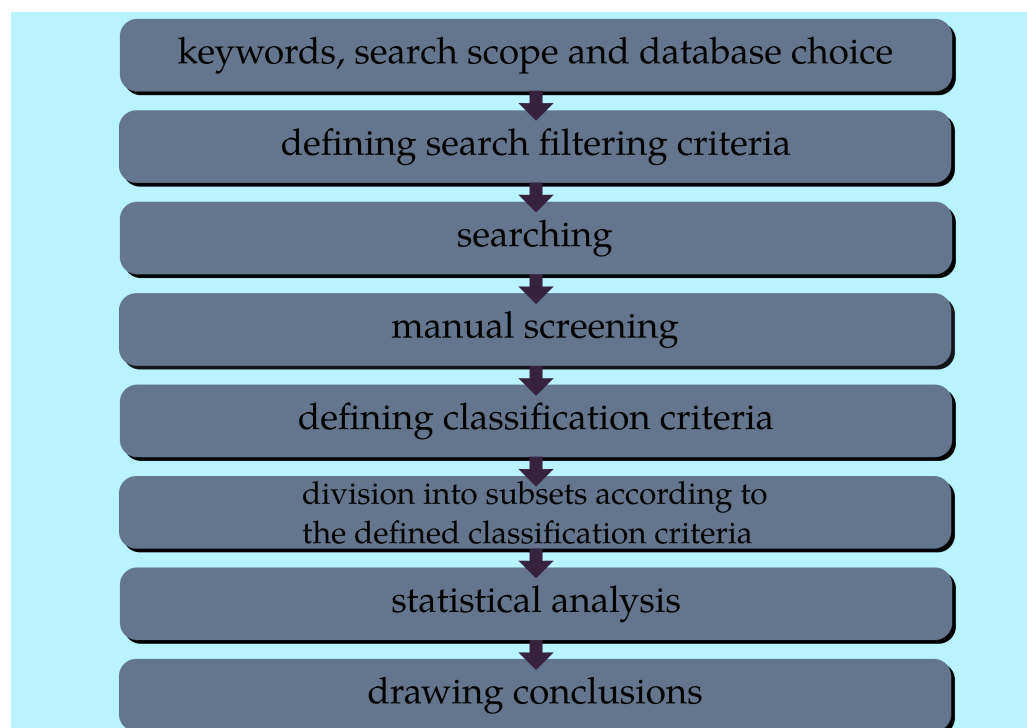 keywords, search scope and database choice
defining search filtering criteria
searching
manual screening
defining classification criteria
division into subsets according to
the defined classification criteria
statistical analysis
drawing conclusions